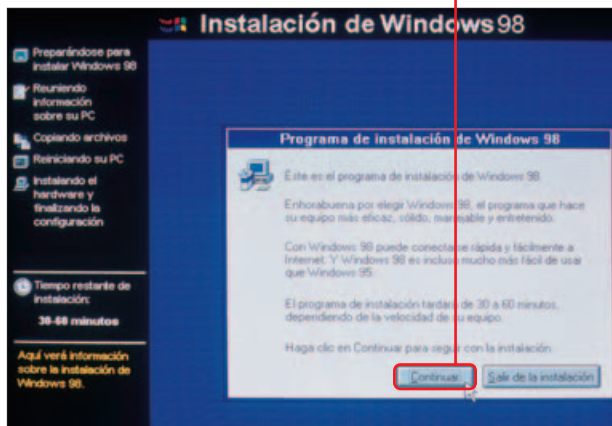 Instalación de Windows 98
Preparándose para
instalar Windows 98
Reuniendo
información
sobre su PC
Copiando archivos
Reiniciando su PC
Instalando el
hardware y
finalizando la
configuración
Tiempo restante de
instalación:
30-60 minutos
Aquí verá información
sobre la instalación de
Windows 98.
Programa de instalación de Windows 98
Éste es el programa de instalación de Windows 98.
Enhorabuena por elegir Windows 98, el programa que hace
su equipo más eficaz, sólido, manejable y entretenido.
Con Windows 98 puede conectarse rápida y fácilmente a
Internet. Y Windows 98 es incluso mucho más fácil de usar
que Windows 95.
El programa de instalación tardará de 30 a 60 minutos,
dependiendo de la velocidad de su equipo.
Haga clic en Continuar para seguir con la instalación.
Continuar
Salir de la instalación